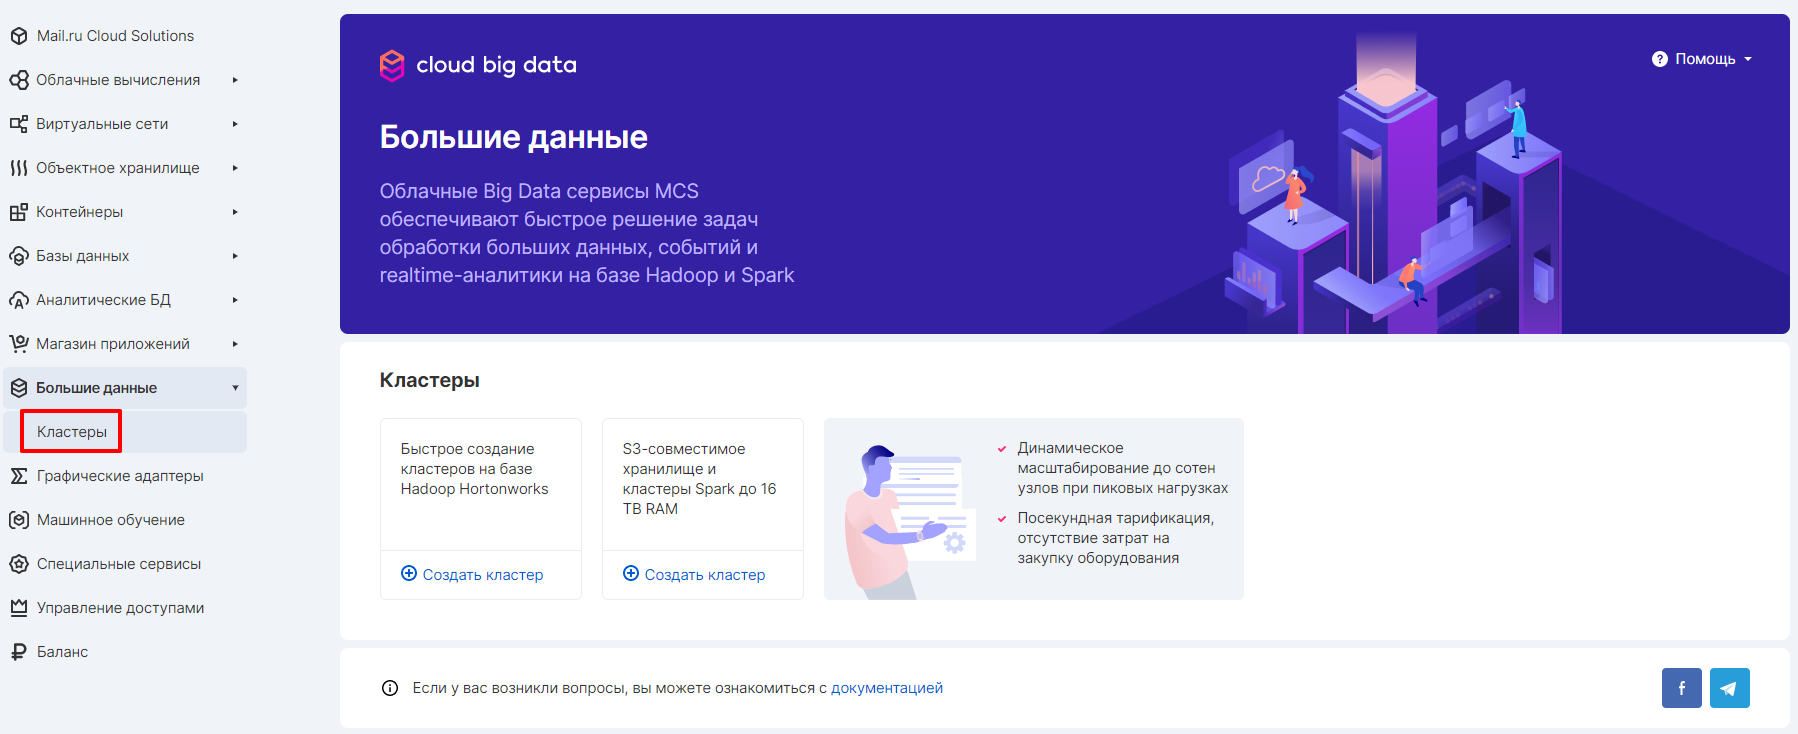 Mail.ru Cloud Solutions
Облачные вычисления
Виртуальные сети
Объектное хранилище
Контейнеры
Базы данных
Аналитические БД
Магазин приложений
Большие данные
Кластеры
Графические адаптеры
Машинное обучение
Специальные сервисы
Управление доступами
Баланс
cloud big data
Помощь
Большие данные
Облачные Big Data сервисы MCS
обеспечивают быстрое решение задач
обработки больших данных, событий и
realtime-аналитики на базе Hadoop и Spark
Кластеры
Быстрое создание
кластеров на базе
Hadoop Hortonworks
Создать кластер
S3-совместимое
хранилище и
кластеры Spark до 16
TB RAM
Создать кластер
Динамическое
масштабирование до сотен
узлов при пиковых нагрузках
Посекундная тарификация,
отсутствие затрат на
закупку оборудования
Если у вас возникли вопросы, вы можете ознакомиться с документацией